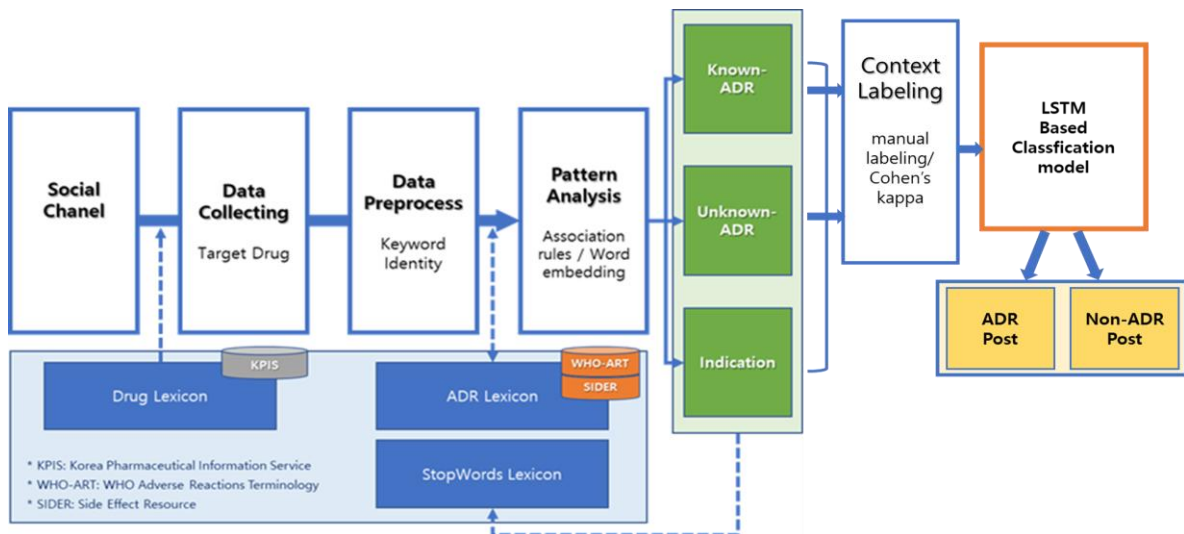 Social
Chanel
Data
Collecting
Target Drug
Data
Preprocess
Keyword
Identity
Pattern
Analysis
Association
rules / Word
embedding
Known-
ADR
Unknown-
ADR
Indication
Context
Labeling
manual
labeling/
Cohen's
kappa
LSTM
Based
Classfication
model
ADR
Post
Non-ADR
Post
KPIS
Drug Lexicon
WHO-ART
SIDER
ADR Lexicon
StopWords Lexicon
* KPIS: Korea Pharmaceutical Information Service
* WHO-ART: WHO Adverse Reactions Terminology
* SIDER: Side Effect Resource